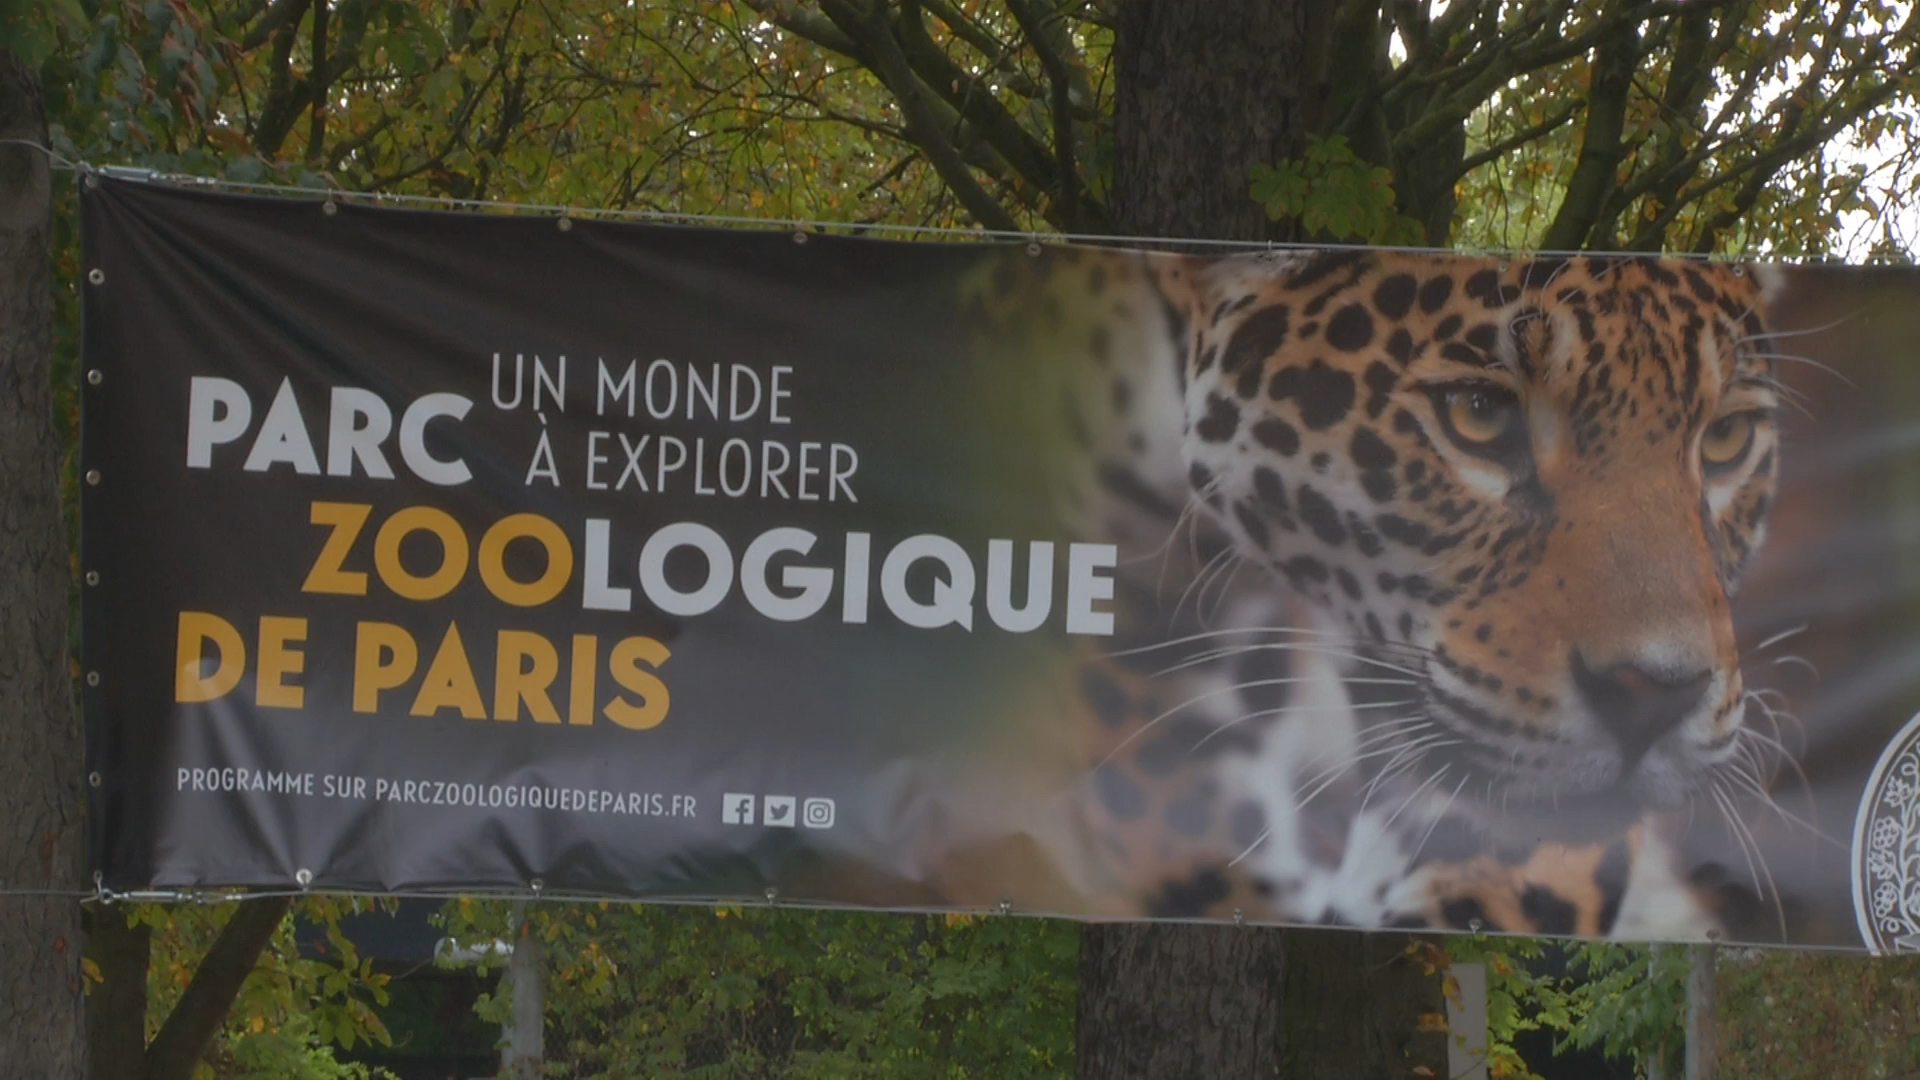 PARC
UN MONDE
À EXPLORER
ZOOLOGIQUE
DE PARIS
PROGRAMME SUR PARCZOOLOGIQUEDEPARIS.FR